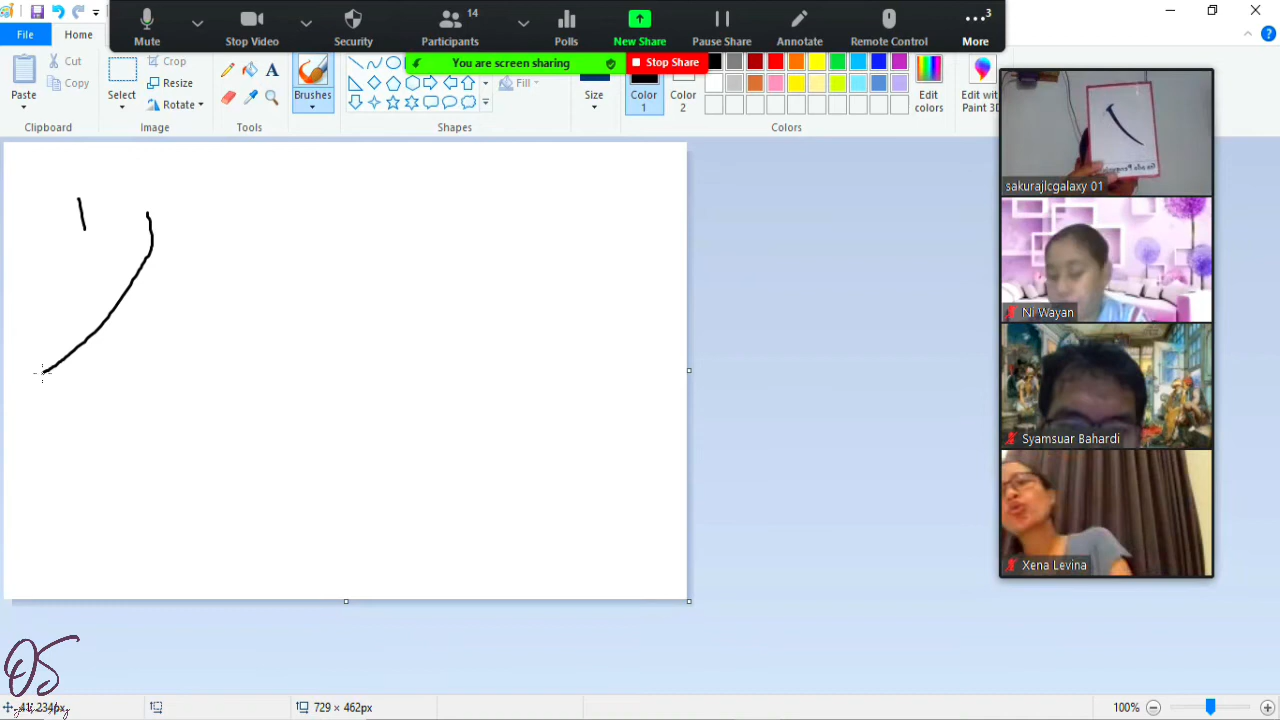 File
Home
Mute
Stop Video
Security
14
Participants
Polls
New Share
Pause Share
Annotate
Remote Control
3
More
You are screen sharing
Stop Share
Paste
Cut
Copy
Clipboard
Select
Crop
Resize
Rotate
Image
A
Tools
Brushes
Fill
Shapes
Size
Color
1
Color
2
Colors
Edit
colors
Edit with
Paint 3D
sakurajlcgalaxy 01
Ni Wayan
Syamsuar Bahardi
Xena Levina
OS
729 × 462px
100%